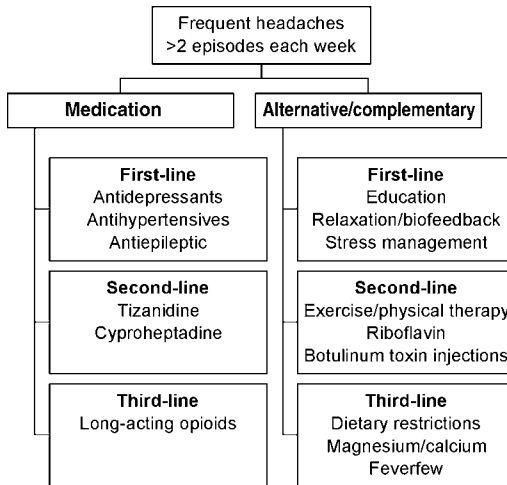 Frequent headaches
>2 episodes each week
Medication
First-line
Antidepressants
Antihypertensives
Antiepileptic
Second-line
Tizanidine
Cyproheptadine
Third-line
Long-acting opioids
Alternative/complementary
First-line
Education
Relaxation/biofeedback
Stress management
Second-line
Exercise/physical therapy
Riboflavin
Botulinum toxin injections
Third-line
Dietary restrictions
Magnesium/calcium
Feverfew